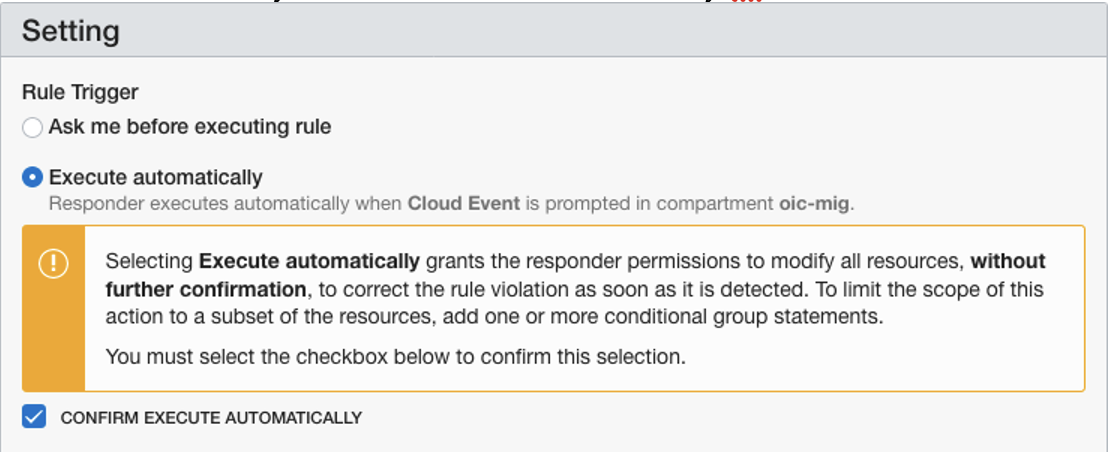 Setting
Rule Trigger
Ask me before executing rule
Execute automatically
Responder executes automatically when Cloud Event is prompted in compartment oic-mig.
Selecting Execute automatically grants the responder permissions to modify all resources, without
further confirmation, to correct the rule violation as soon as it is detected. To limit the scope of this
action to a subset of the resources, add one or more conditional group statements.
You must select the checkbox below to confirm this selection.
CONFIRM EXECUTE AUTOMATICALLY